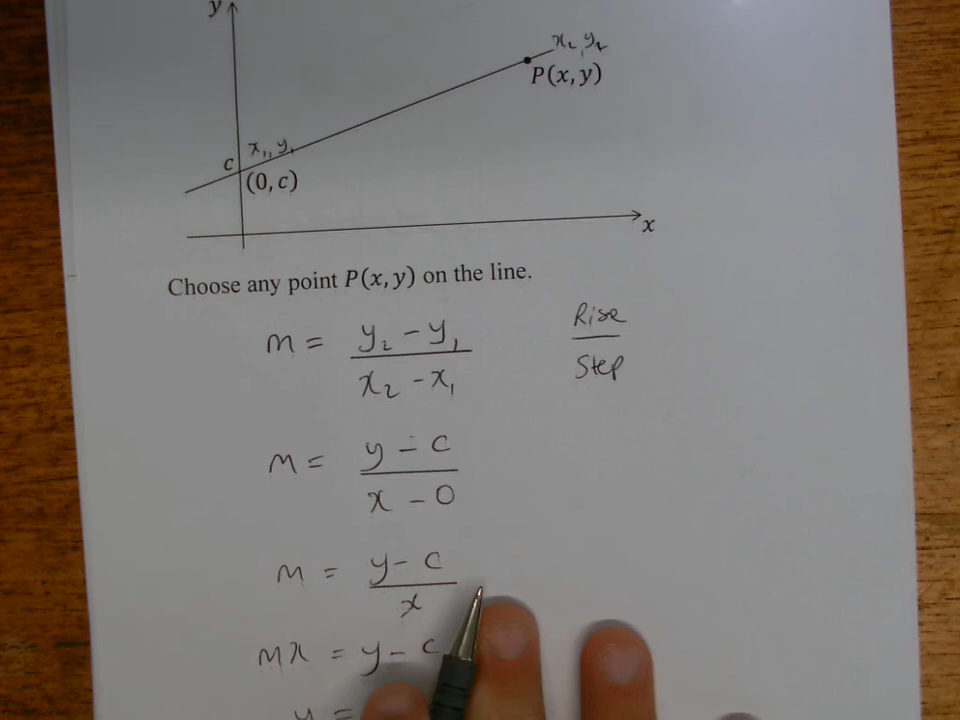 y
x₂, y₂
P(x, y)
x₁, y₁
c
(0, c)
x
Choose any point P(x, y) on the line.
m = (y₂ - y₁)/(x₂ - x₁)
Rise
Step
m = (y - c)/(x - 0)
m = (y - c)/x
mx = y - c
y =